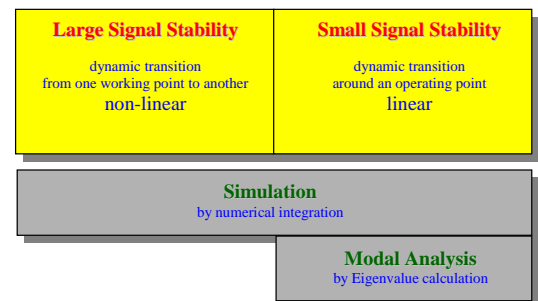 Large Signal Stability
dynamic transition
from one working point to another
non-linear
Small Signal Stability
dynamic transition
around an operating point
linear
Simulation
by numerical integration
Modal Analysis
by Eigenvalue calculation